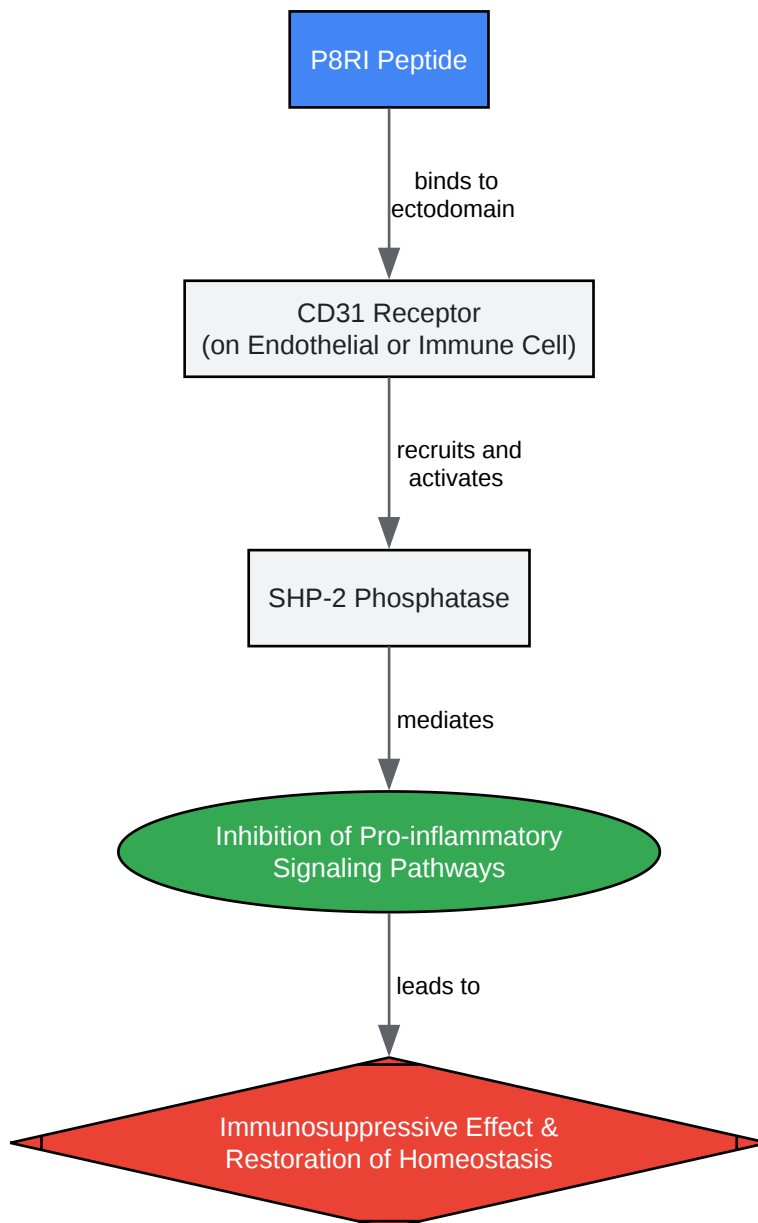 P8RI Peptide
binds to
ectodomain
CD31 Receptor
(on Endothelial or Immune Cell)
recruits and
activates
SHP-2 Phosphatase
mediates
Inhibition of Pro-inflammatory
Signaling Pathways
leads to
Immunosuppressive Effect &
Restoration of Homeostasis